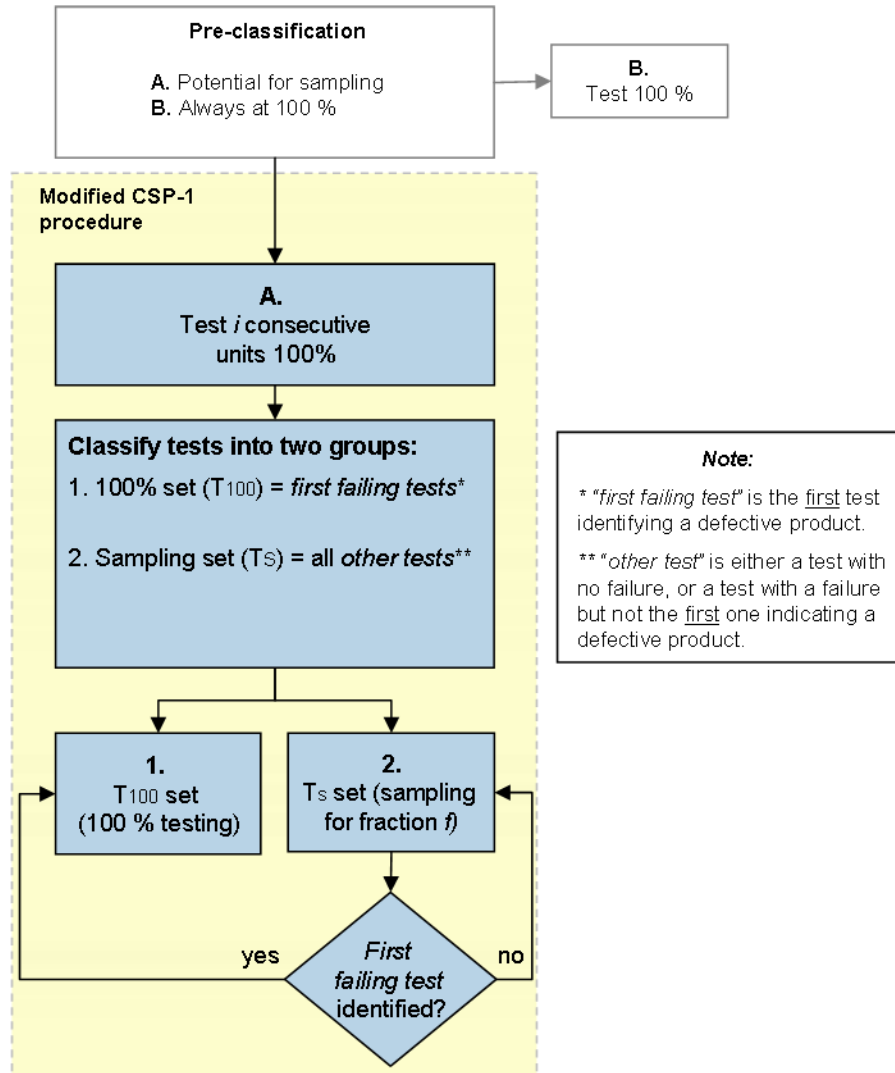 Pre-classification
A. Potential for sampling
B. Always at 100 %
B.
Test 100 %
Modified CSP-1
procedure
A.
Test i consecutive
units 100%
Classify tests into two groups:
1. 100% set (T100) = first failing tests*
2. Sampling set (TS) = all other tests**
Note:
* "first failing test" is the first test
identifying a defective product.
** "other test" is either a test with
no failure, or a test with a failure
but not the first one indicating a
defective product.
1.
T100 set
(100 % testing)
2.
TS set (sampling
for fraction f)
yes
First
failing test
identified?
no